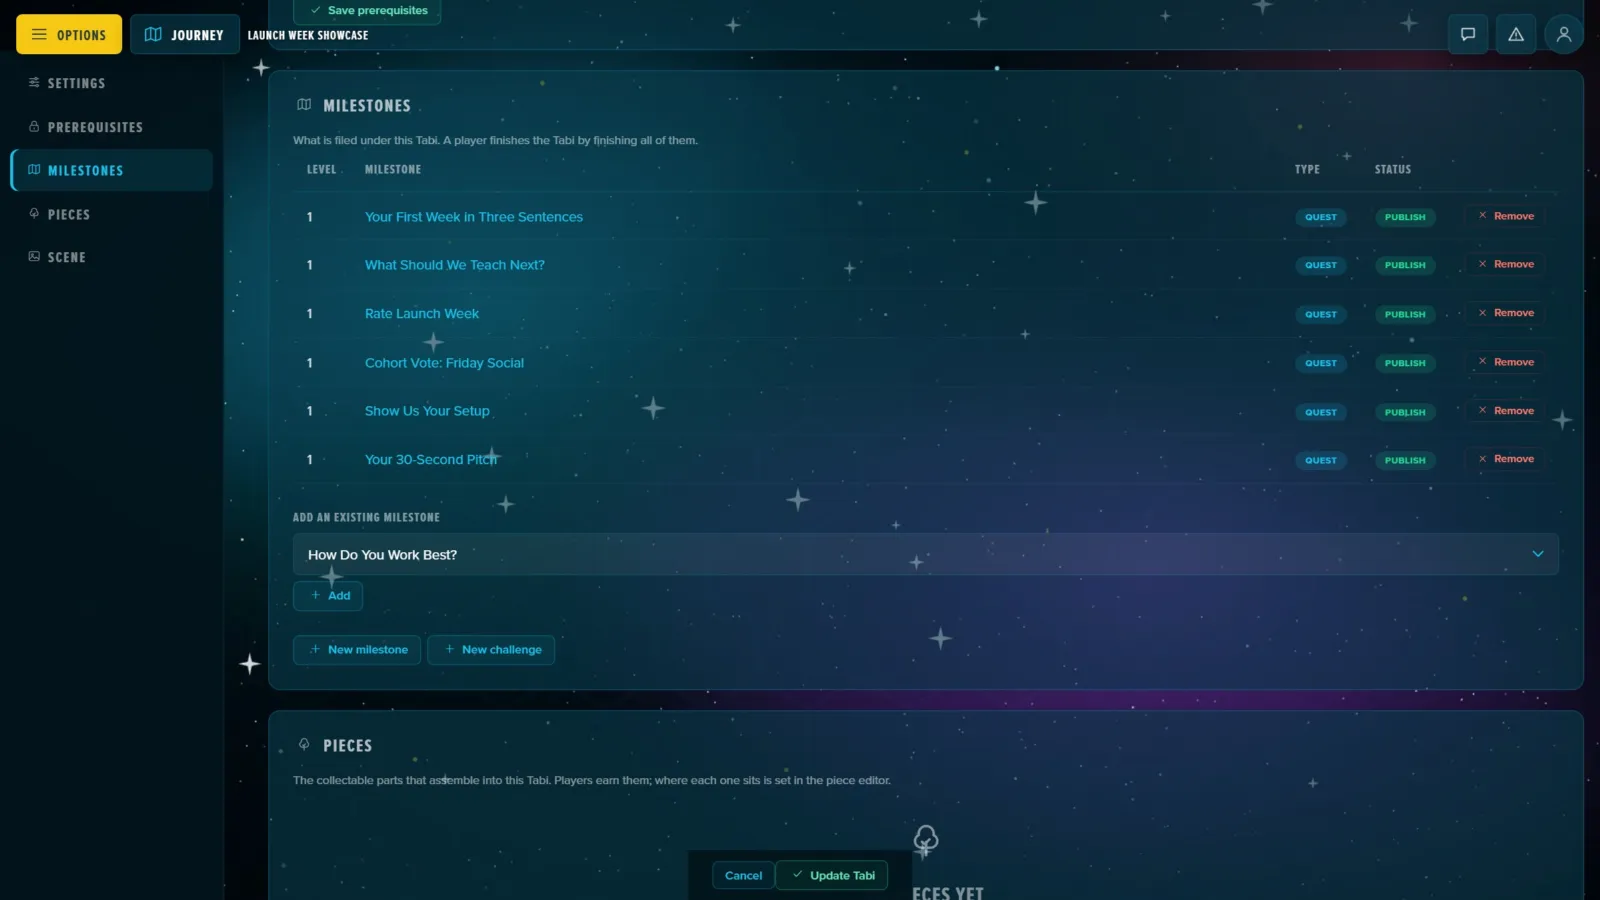 Save prerequisites
OPTIONS
JOURNEY
LAUNCH WEEK SHOWCASE
SETTINGS
PREREQUISITES
MILESTONES
PIECES
SCENE
MILESTONES
What is filed under this Tabi. A player finishes the Tabi by finishing all of them.
LEVEL MILESTONE TYPE STATUS
1 Your First Week in Three Sentences QUEST PUBLISH Remove
1 What Should We Teach Next? QUEST PUBLISH Remove
1 Rate Launch Week QUEST PUBLISH Remove
1 Cohort Vote: Friday Social QUEST PUBLISH Remove
1 Show Us Your Setup QUEST PUBLISH Remove
1 Your 30-Second Pitch QUEST PUBLISH Remove
ADD AN EXISTING MILESTONE
How Do You Work Best?
+ Add
+ New milestone + New challenge
PIECES
The collectable parts that assemble into this Tabi. Players earn them; where each one sits is set in the piece editor.
Cancel Update Tabi
ECES YET